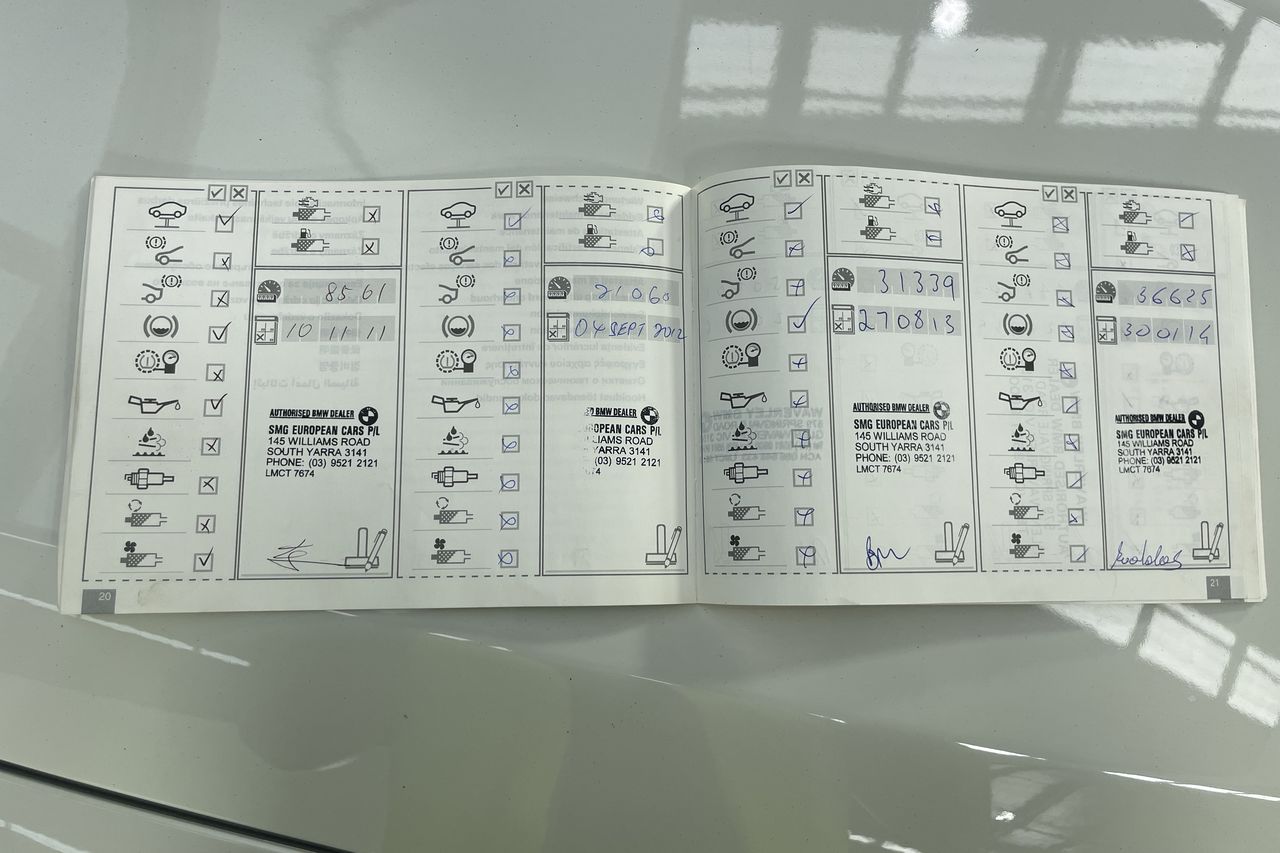 8561
10 11 11
AUTHORISED BMW DEALER
SMG EUROPEAN CARS P/L
145 WILLIAMS ROAD
SOUTH YARRA 3141
PHONE: (03) 9521 2121
LMCT 7674
20
21060
04 SEPT 2012
BMW DEALER
EUROPEAN CARS P/L
LIAMS ROAD
YARRA 3141
(03) 9521 2121
31339
270813
AUTHORISED BMW DEALER
SMG EUROPEAN CARS P/L
145 WILLIAMS ROAD
SOUTH YARRA 3141
PHONE: (03) 9521 2121
LMCT 7674
36625
300114
AUTHORISED BMW DEALER
SMG EUROPEAN CARS P/L
145 WILLIAMS ROAD
SOUTH YARRA 3141
PHONE: (03) 9521 2121
LMCT 7674
21